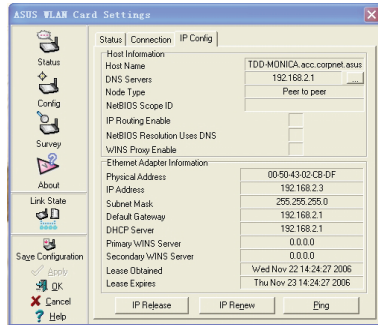 ASUS WLAN Card Settings
Status
Config
Survey
About
Link State
Save Configuration
Apply
OK
Cancel
Help
Status Connection IP Config
Host Information
Host Name TDD-MONICA.acc.corpnet.asus
DNS Servers 192.168.2.1 ...
Node Type Peer to peer
NetBIOS Scope ID
IP Routing Enable
NetBIOS Resolution Uses DNS
WINS Proxy Enable
Ethernet Adapter Information
Physical Address 00-50-43-02-CB-DF
IP Address 192.168.2.3
Subnet Mask 255.255.255.0
Default Gateway 192.168.2.1
DHCP Server 192.168.2.1
Primary WINS Server 0.0.0.0
Secondary WINS Server 0.0.0.0
Lease Obtained Wed Nov 22 14:24:27 2006
Lease Expires Thu Nov 23 14:24:27 2006
IP Release IP Renew Ping